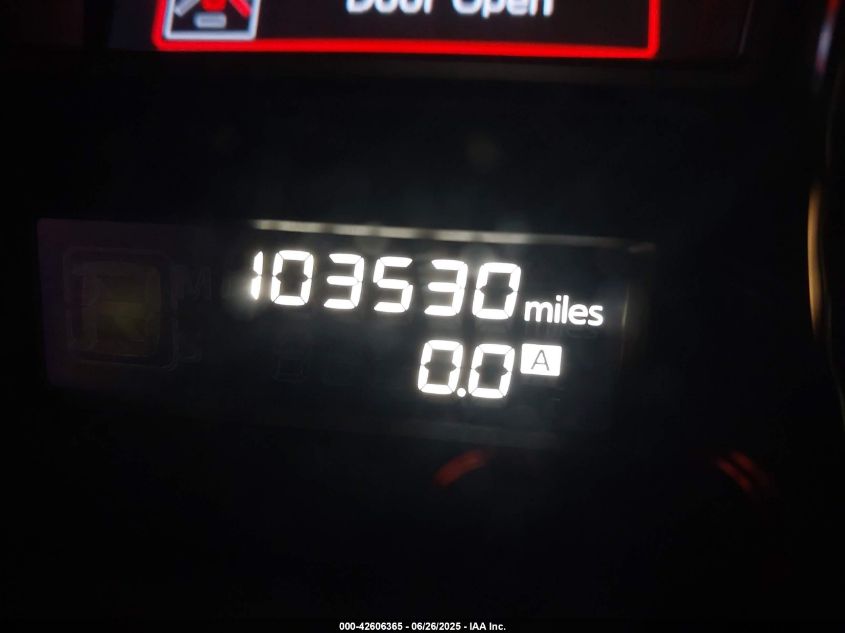 Door Open
103530 miles
0.0 A
000-42606365 - 06/26/2025 - IAA Inc.